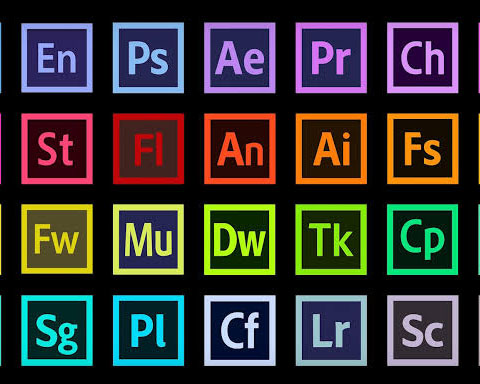 En Ps Ae Pr Ch
St Fl An Ai Fs
Fw Mu Dw Tk Cp
Sg Pl Cf Lr Sc